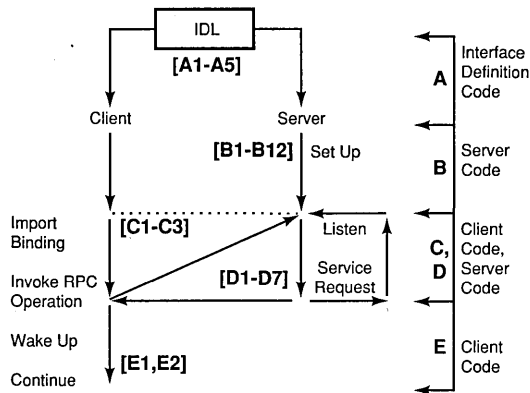 IDL
[A1-A5]
Interface
Definition
Code
A
Client
Server
[B1-B12]
Set Up
B
Server
Code
Import
Binding
[C1-C3]
Listen
Client
Code,
Server
Code
C,
D
Invoke RPC
Operation
[D1-D7]
Service
Request
Wake Up
[E1,E2]
Continue
E
Client
Code